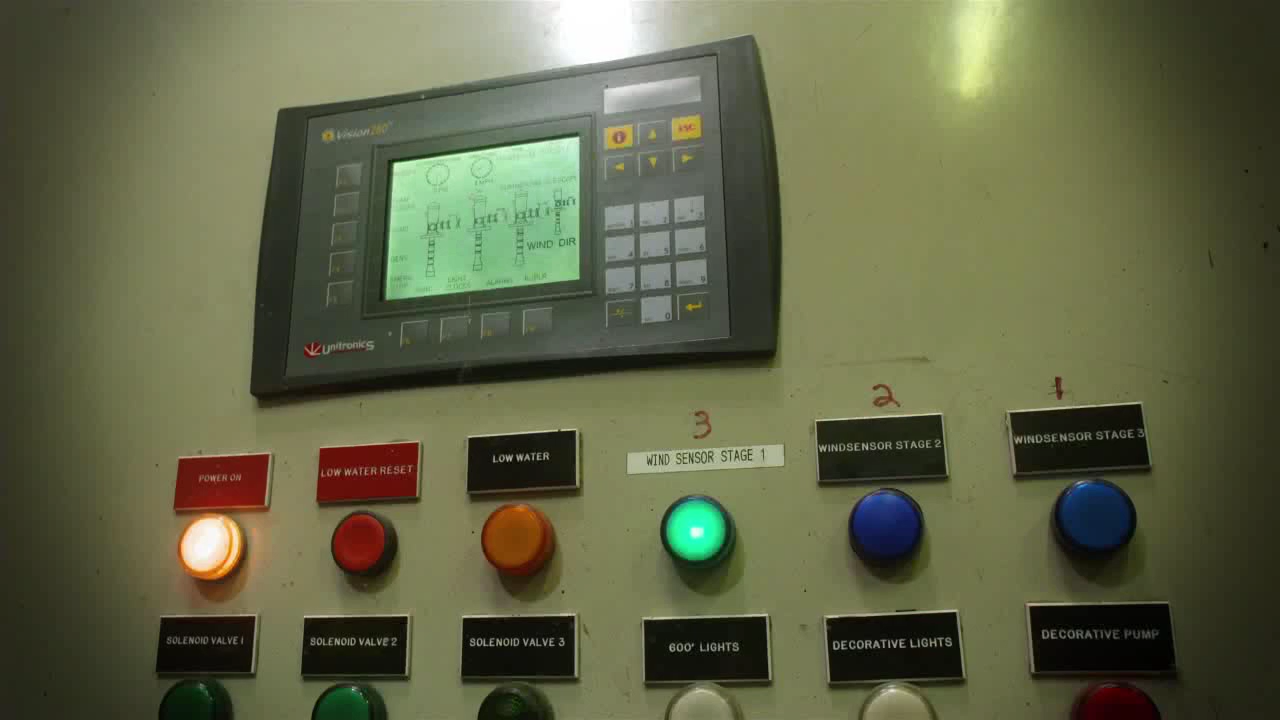 Vision280
ESC
WIND DIR
ALARMS
Unitronics
3
2
1
POWER ON
LOW WATER RESET
LOW WATER
WIND SENSOR STAGE 1
WINDSENSOR STAGE 2
WINDSENSOR STAGE 3
SOLENOID VALVE 1
SOLENOID VALVE 2
SOLENOID VALVE 3
600' LIGHTS
DECORATIVE LIGHTS
DECORATIVE PUMP